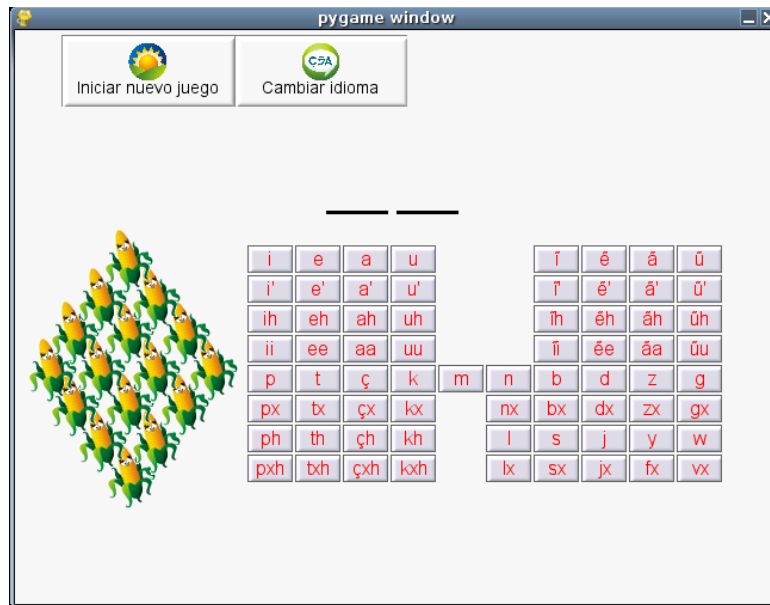 pygame window
Iniciar nuevo juego Cambiar idioma
i e a u ĩ ẽ ã ũ
i' e' a' u' ĩ' ẽ' ã' ũ'
ih eh ah uh ĩh ẽh ãh ũh
ii ee aa uu ĩi ẽe ãa ũu
p t ç k m n b d z g
px tx çx kx nx bx dx zx gx
ph th çh kh l s j y w
pxh txh çxh kxh lx sx jx fx vx